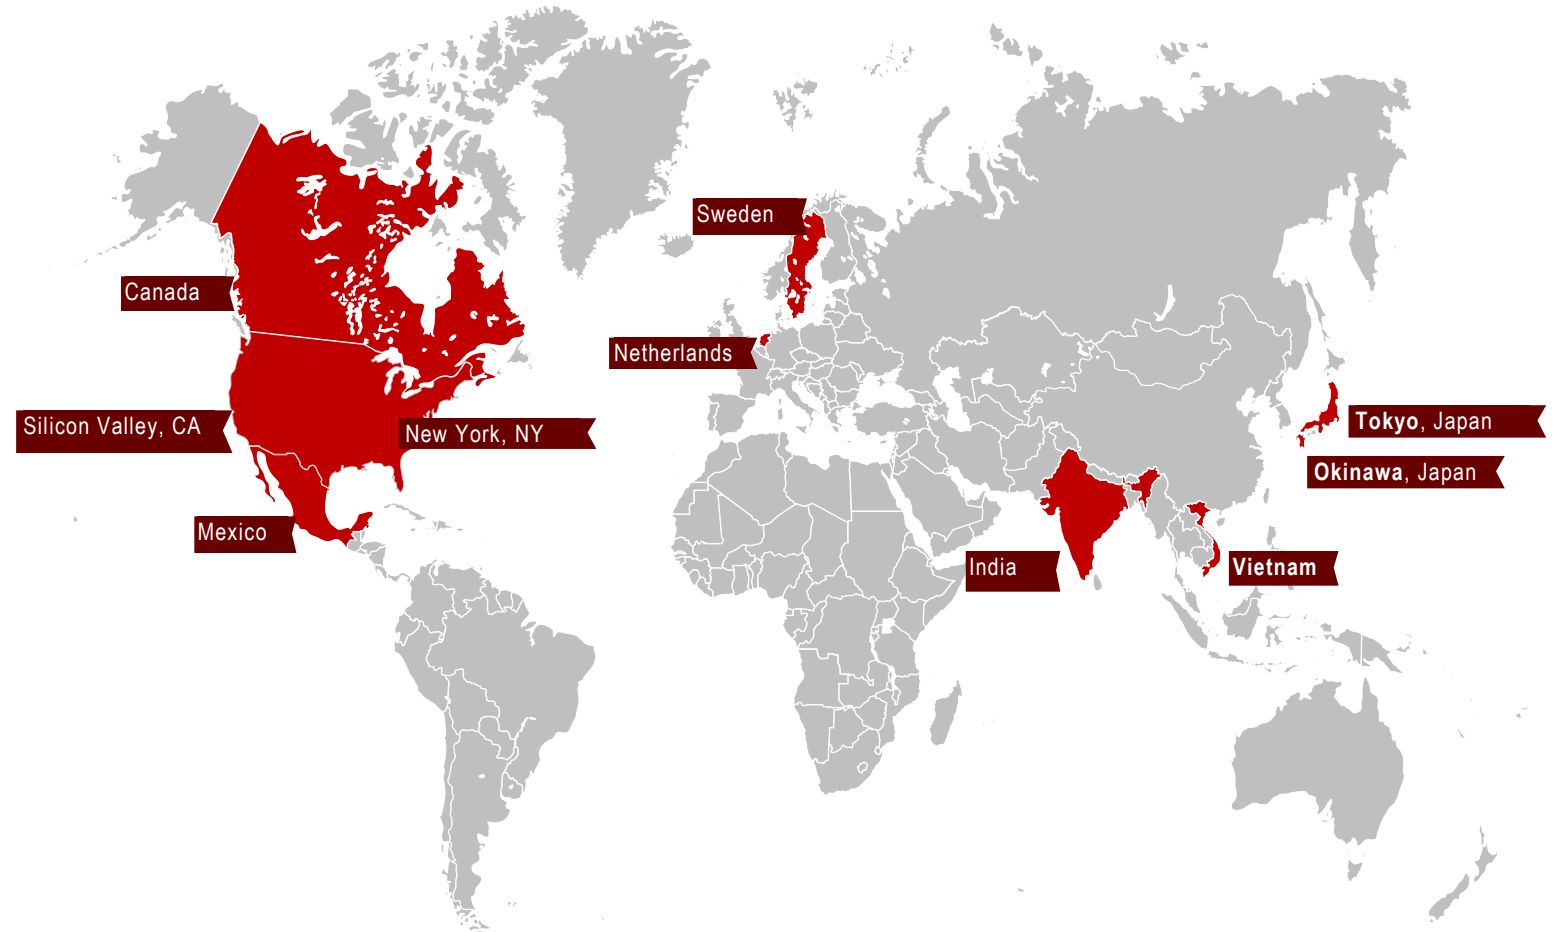 Sweden
Canada
Netherlands
Silicon Valley, CA
New York, NY
Tokyo, Japan
Okinawa, Japan
Mexico
India
Vietnam